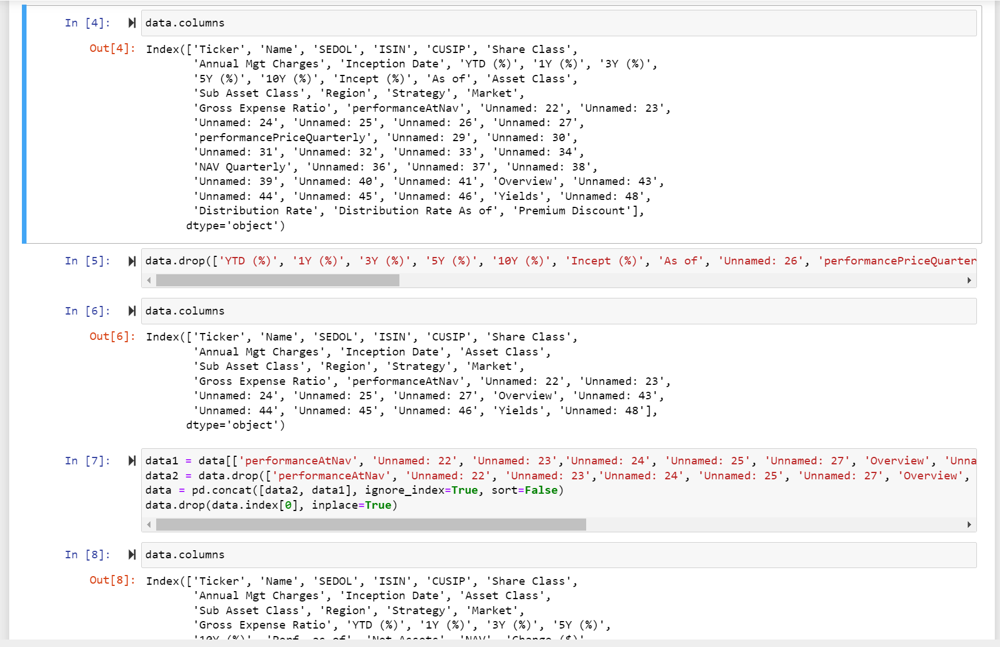 In [4]: data.columns
Out[4]: Index(['Ticker', 'Name', 'SEDOL', 'ISIN', 'CUSIP', 'Share Class',
'Annual Mgt Charges', 'Inception Date', 'YTD (%)', '1Y (%)', '3Y (%)',
'5Y (%)', '10Y (%)', 'Incept (%)', 'As of', 'Asset Class',
'Sub Asset Class', 'Region', 'Strategy', 'Market',
'Gross Expense Ratio', 'performanceAtNav', 'Unnamed: 22', 'Unnamed: 23',
'Unnamed: 24', 'Unnamed: 25', 'Unnamed: 26', 'Unnamed: 27',
'performancePriceQuarterly', 'Unnamed: 29', 'Unnamed: 30',
'Unnamed: 31', 'Unnamed: 32', 'Unnamed: 33', 'Unnamed: 34',
'NAV Quarterly', 'Unnamed: 36', 'Unnamed: 37', 'Unnamed: 38',
'Unnamed: 39', 'Unnamed: 40', 'Unnamed: 41', 'Overview', 'Unnamed: 43',
'Unnamed: 44', 'Unnamed: 45', 'Unnamed: 46', 'Yields', 'Unnamed: 48',
'Distribution Rate', 'Distribution Rate As of', 'Premium Discount'],
dtype='object')
In [5]: data.drop(['YTD (%)', '1Y (%)', '3Y (%)', '5Y (%)', '10Y (%)', 'Incept (%)', 'As of', 'Unnamed: 26', 'performancePriceQuarter
In [6]: data.columns
Out[6]: Index(['Ticker', 'Name', 'SEDOL', 'ISIN', 'CUSIP', 'Share Class',
'Annual Mgt Charges', 'Inception Date', 'Asset Class',
'Sub Asset Class', 'Region', 'Strategy', 'Market',
'Gross Expense Ratio', 'performanceAtNav', 'Unnamed: 22', 'Unnamed: 23',
'Unnamed: 24', 'Unnamed: 25', 'Unnamed: 27', 'Overview', 'Unnamed: 43',
'Unnamed: 44', 'Unnamed: 45', 'Unnamed: 46', 'Yields', 'Unnamed: 48'],
dtype='object')
In [7]: data1 = data[['performanceAtNav', 'Unnamed: 22', 'Unnamed: 23','Unnamed: 24', 'Unnamed: 25', 'Unnamed: 27', 'Overview', 'Unna
data2 = data.drop(['performanceAtNav', 'Unnamed: 22', 'Unnamed: 23','Unnamed: 24', 'Unnamed: 25', 'Unnamed: 27', 'Overview',
data = pd.concat([data2, data1], ignore_index=True, sort=False)
data.drop(data.index[0], inplace=True)
In [8]: data.columns
Out[8]: Index(['Ticker', 'Name', 'SEDOL', 'ISIN', 'CUSIP', 'Share Class',
'Annual Mgt Charges', 'Inception Date', 'Asset Class',
'Sub Asset Class', 'Region', 'Strategy', 'Market',
'Gross Expense Ratio', 'YTD (%)', '1Y (%)', '3Y (%)', '5Y (%)',
'10Y (%)', 'Perf. as of', 'Net Assets', 'NAV', 'Change ($)',